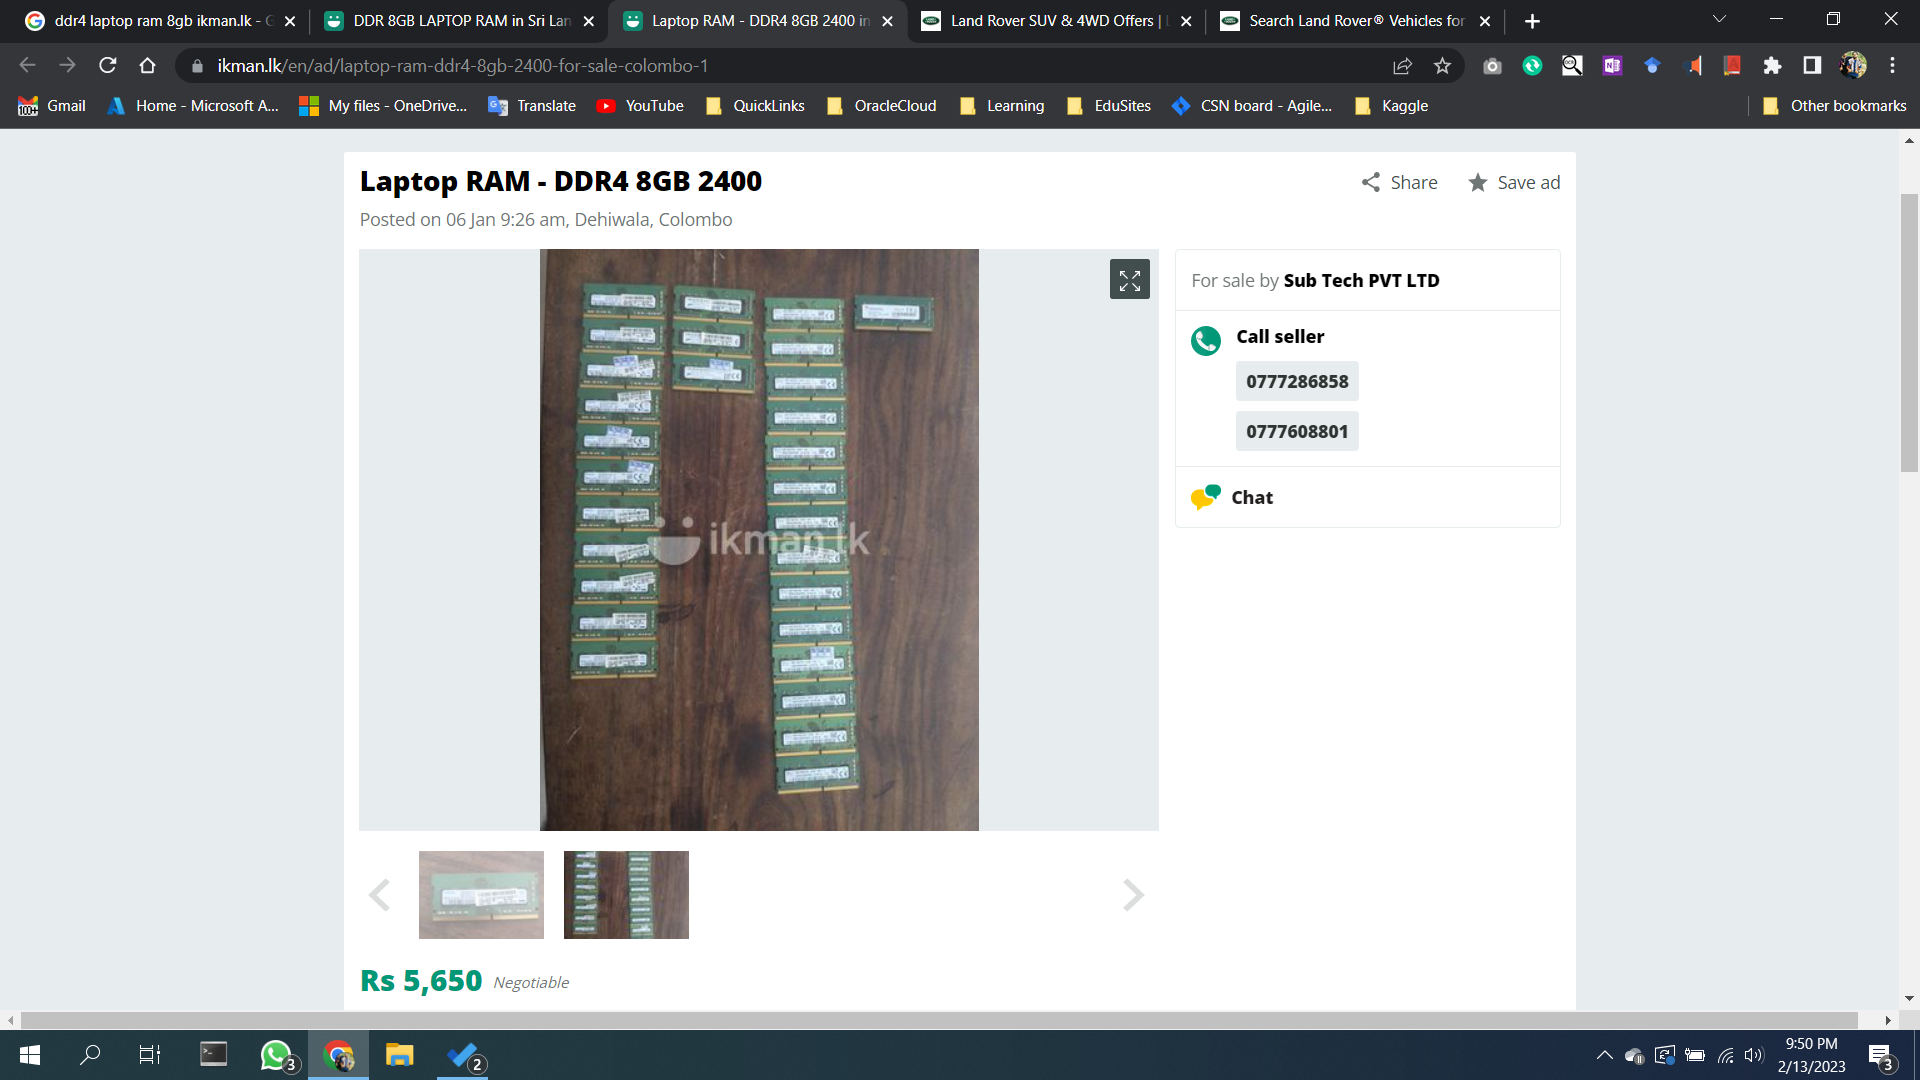 ddr4 laptop ram 8gb ikman.lk - G
DDR 8GB LAPTOP RAM in Sri Lan
Laptop RAM - DDR4 8GB 2400 in
Land Rover SUV & 4WD Offers | L
Search Land Rover® Vehicles for
ikman.lk/en/ad/laptop-ram-ddr4-8gb-2400-for-sale-colombo-1
100+
Gmail
Home - Microsoft A...
My files - OneDrive...
Translate
YouTube
QuickLinks
OracleCloud
Learning
EduSites
CSN board - Agile...
Kaggle
Other bookmarks
Laptop RAM - DDR4 8GB 2400
Share
Save ad
Posted on 06 Jan 9:26 am, Dehiwala, Colombo
For sale by Sub Tech PVT LTD
Call seller
0777286858
0777608801
Chat
ikman.lk
Rs 5,650 Negotiable
3
2
9:50 PM
2/13/2023
3